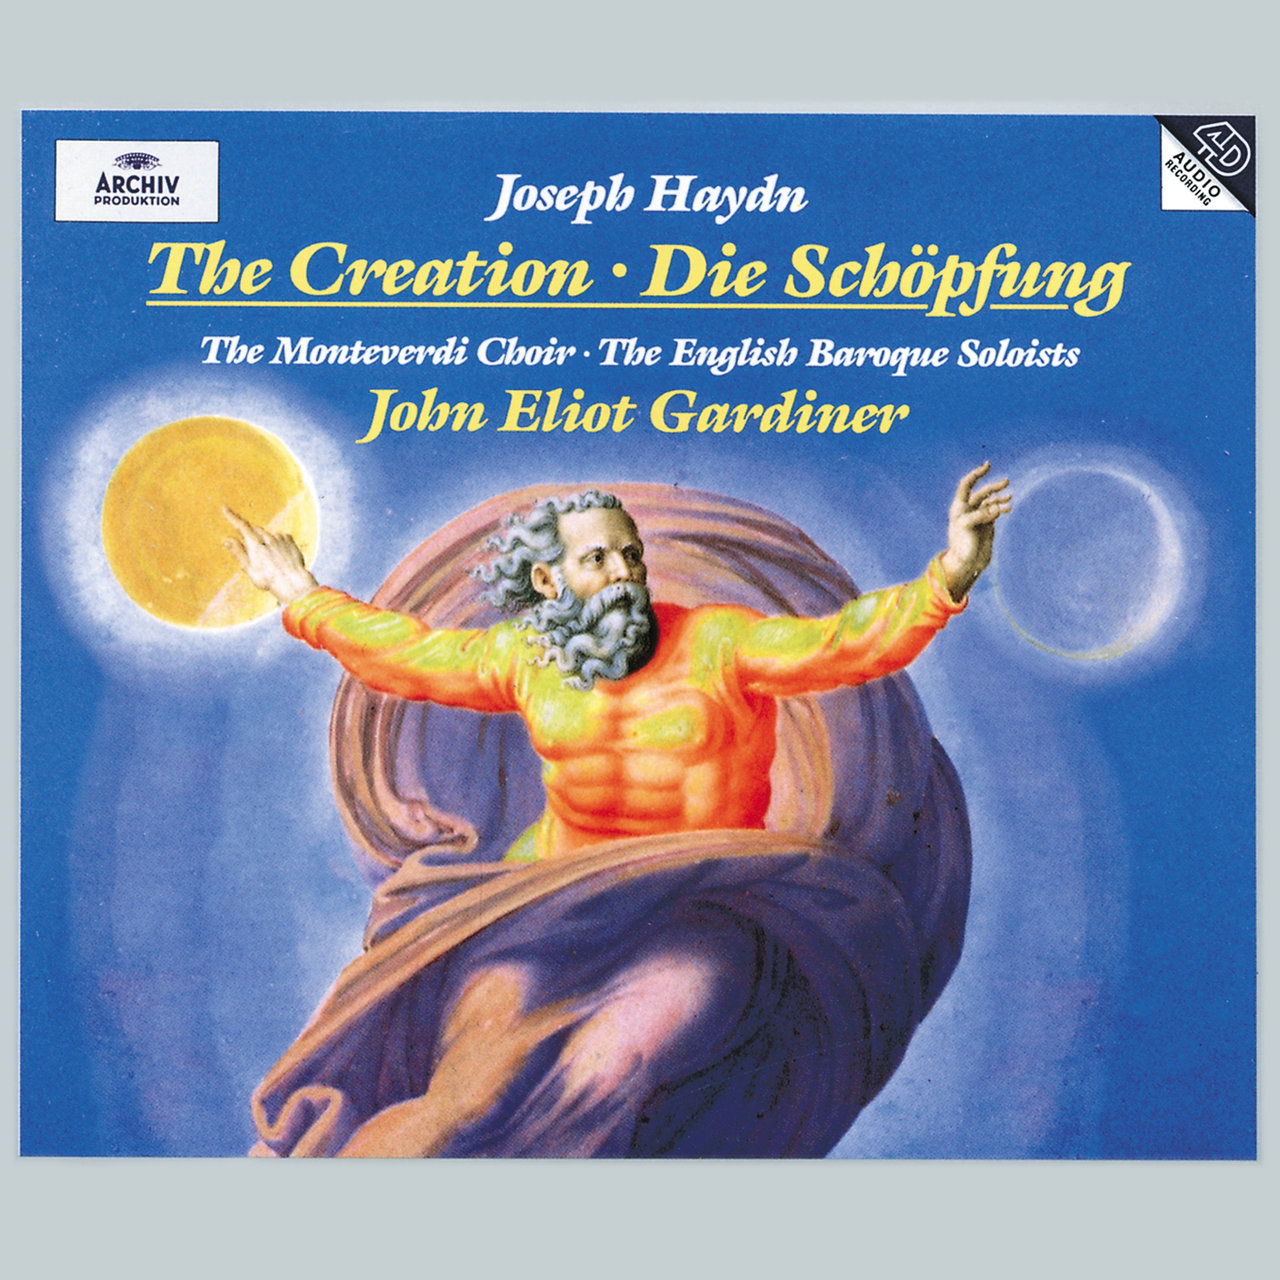 ARCHIV
PRODUKTION
4D
AUDIO
RECORDING
Joseph Haydn
The Creation · Die Schöpfung
The Monteverdi Choir · The English Baroque Soloists
John Eliot Gardiner